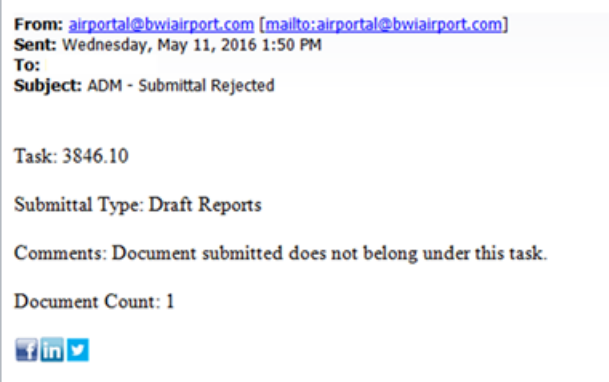 From: airportal@bwiairport.com [mailto:airportal@bwiairport.com]
Sent: Wednesday, May 11, 2016 1:50 PM
To:
Subject: ADM - Submittal Rejected
Task: 3846.10
Submittal Type: Draft Reports
Comments: Document submitted does not belong under this task.
Document Count: 1
f in